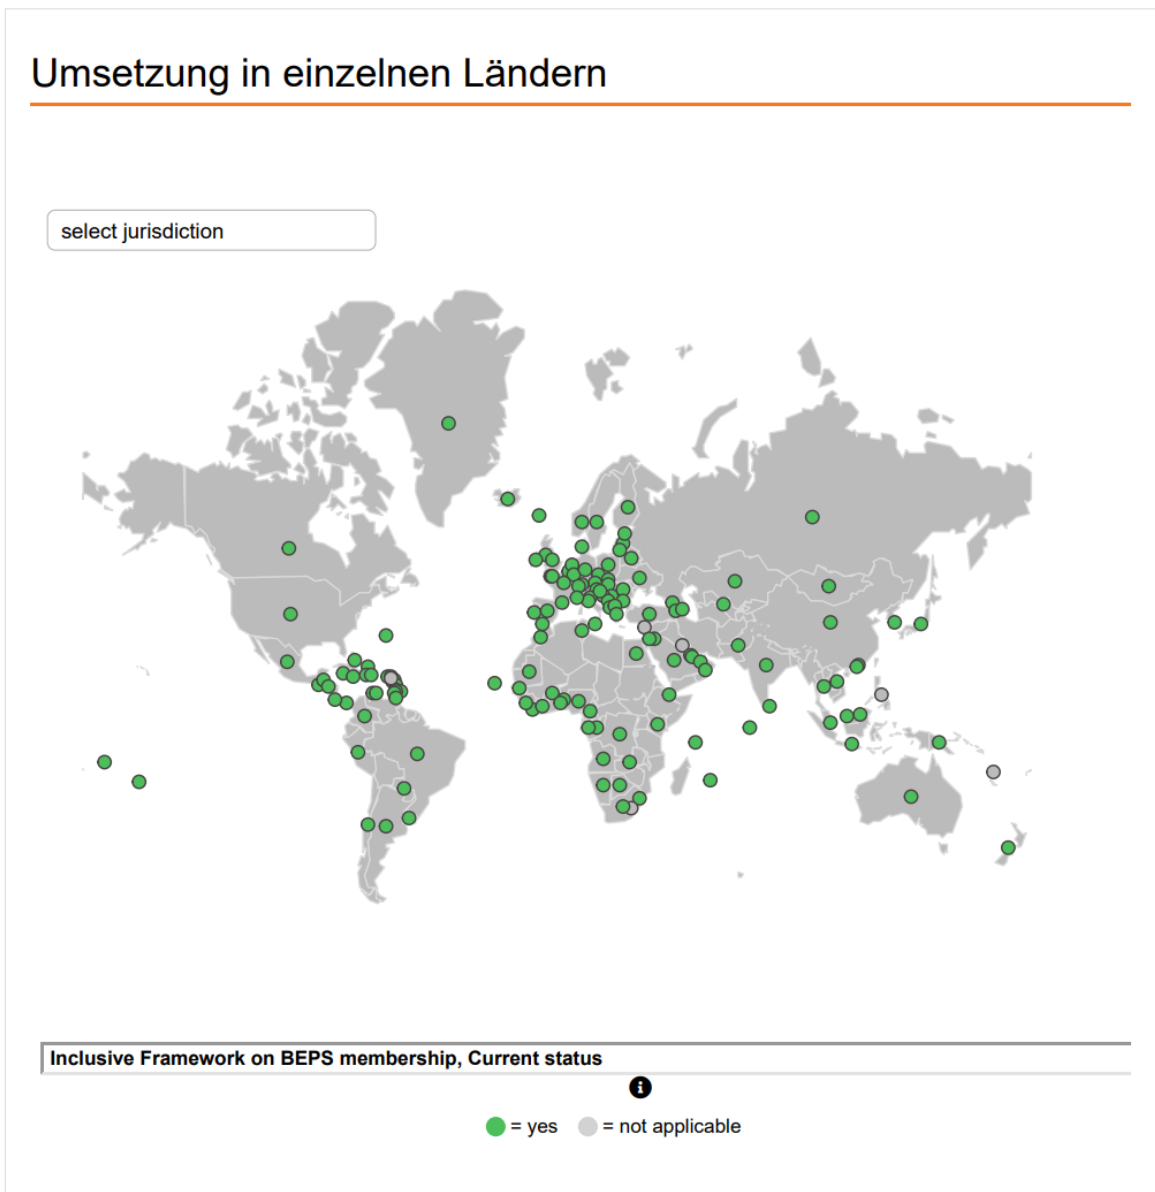 Umsetzung in einzelnen Ländern
select jurisdiction
Inclusive Framework on BEPS membership, Current status
= yes = not applicable